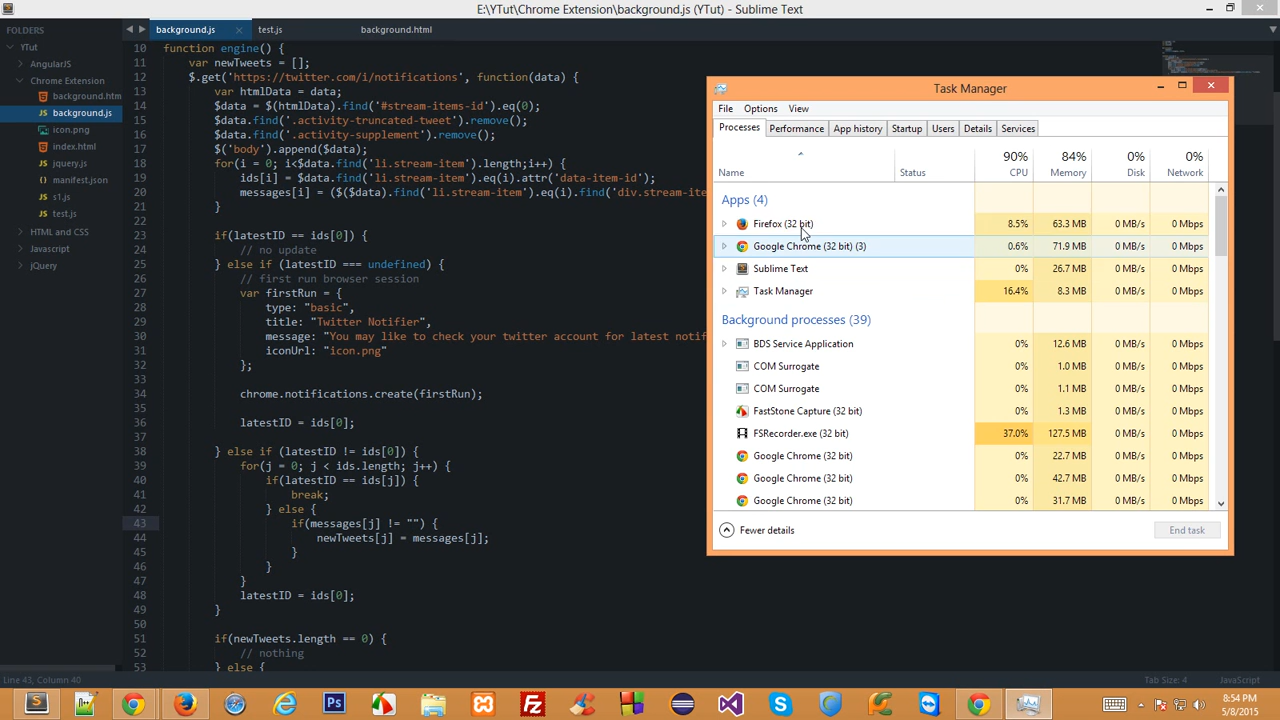 E:\YTut\Chrome Extension\background.js (YTut) - Sublime Text
FOLDERS
YTut
AngularJS
Chrome Extension
background.htm
background.js
icon.png
index.html
jquery.js
manifest.json
s1.js
test.js
HTML and CSS
Javascript
jQuery
background.js
test.js
background.html
10 function engine() {
11 var newTweets = [];
12 $.get('https://twitter.com/i/notifications', function(data) {
13 var htmlData = data;
14 $data = $(htmlData).find('#stream-items-id').eq(0);
15 $data.find('.activity-truncated-tweet').remove();
16 $data.find('.activity-supplement').remove();
17 $('body').append($data);
18 for(i = 0; i<$data.find('li.stream-item').length;i++) {
19 ids[i] = $data.find('li.stream-item').eq(i).attr('data-item-id');
20 messages[i] = ($($data).find('li.stream-item').eq(i).find('div.stream-ite
21 }
22
23 if(latestID == ids[0]) {
24 // no update
25 } else if (latestID === undefined) {
26 // first run browser session
27 var firstRun = {
28 type: "basic",
29 title: "Twitter Notifier",
30 message: "You may like to check your twitter account for latest notif
31 iconUrl: "icon.png"
32 };
33
34 chrome.notifications.create(firstRun);
35
36 latestID = ids[0];
37
38 } else if (latestID != ids[0]) {
39 for(j = 0; j < ids.length; j++) {
40 if(latestID == ids[j]) {
41 break;
42 } else {
43 if(messages[j] != "") {
44 newTweets[j] = messages[j];
45 }
46 }
47 }
48 latestID = ids[0];
49 }
50
51 if(newTweets.length == 0) {
52 // nothing
53 } else {
Task Manager
File Options View
Processes Performance App history Startup Users Details Services
90% 84% 0% 0%
Name Status CPU Memory Disk Network
Apps (4)
Firefox (32 bit) 8.5% 63.3 MB 0 MB/s 0 Mbps
Google Chrome (32 bit) (3) 0.6% 71.9 MB 0 MB/s 0 Mbps
Sublime Text 0% 26.7 MB 0 MB/s 0 Mbps
Task Manager 16.4% 8.3 MB 0 MB/s 0 Mbps
Background processes (39)
BDS Service Application 0% 12.6 MB 0 MB/s 0 Mbps
COM Surrogate 0% 1.0 MB 0 MB/s 0 Mbps
COM Surrogate 0% 1.1 MB 0 MB/s 0 Mbps
FastStone Capture (32 bit) 0% 1.3 MB 0 MB/s 0 Mbps
FSRecorder.exe (32 bit) 37.0% 127.5 MB 0 MB/s 0 Mbps
Google Chrome (32 bit) 0% 22.7 MB 0 MB/s 0 Mbps
Google Chrome (32 bit) 0% 42.7 MB 0 MB/s 0 Mbps
Google Chrome (32 bit) 0% 31.7 MB 0 MB/s 0 Mbps
Fewer details
End task
Line 43, Column 40
Tab Size: 4
JavaScript
Ps
8:54 PM
5/8/2015